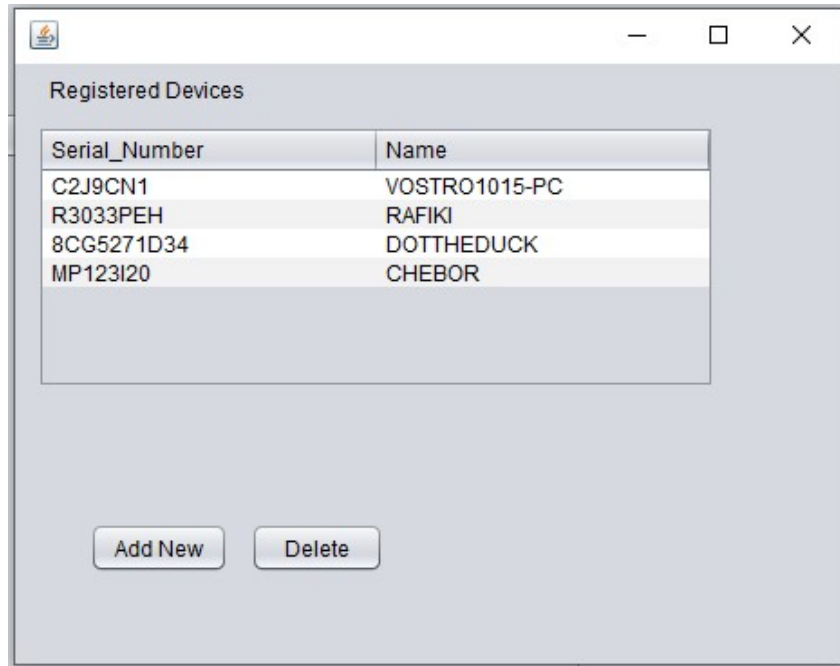 Registered Devices
Serial_Number Name
C2J9CN1 VOSTRO1015-PC
R3033PEH RAFIKI
8CG5271D34 DOTTHEDUCK
MP123I20 CHEBOR
Add New Delete